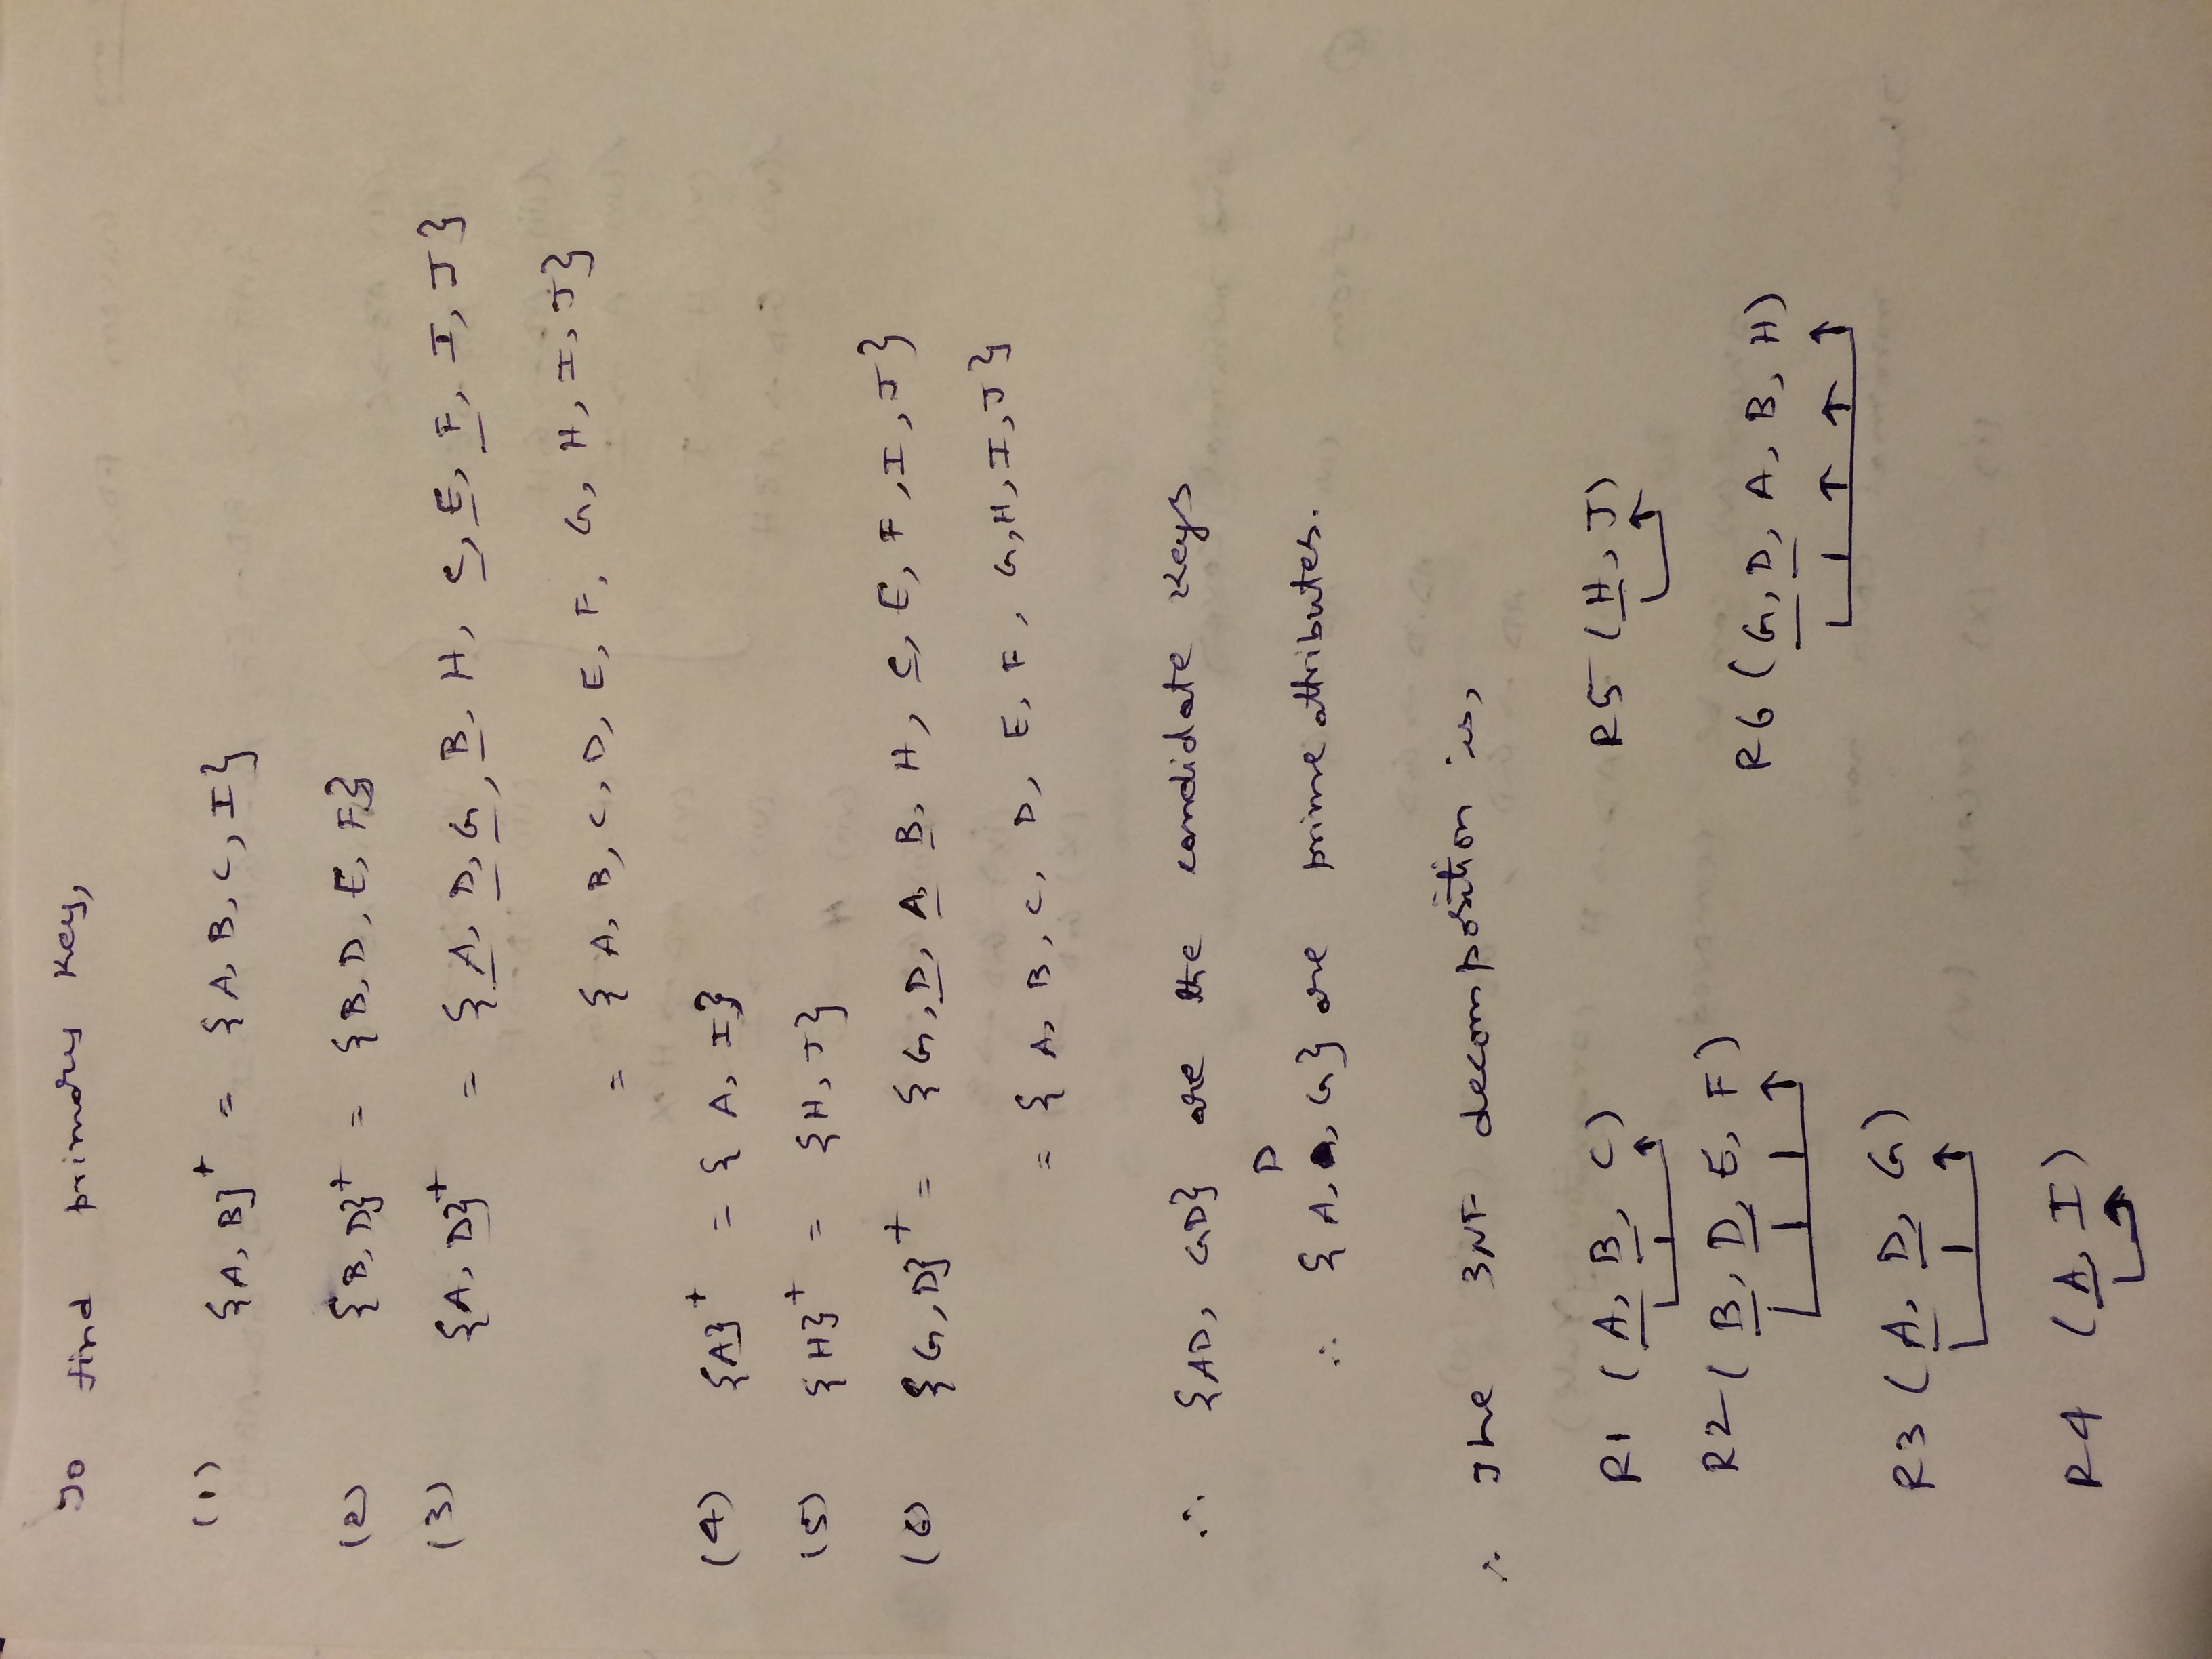 To find primary key,
(1) {A, B}⁺ = {A, B, C, I}
(2) {B, D}⁺ = {B, D, E, F}
(3) {A, D}⁺ = {A, D, G, B, H, C, E, F, I, J}
= {A, B, C, D, E, F, G, H, I, J}
(4) {A}⁺ = {A, I}
(5) {H}⁺ = {H, J}
(6) {G, D}⁺ = {G, D, A, B, H, C, E, F, I, J}
= {A, B, C, D, E, F, G, H, I, J}
∴ {AD, GD} are the candidate keys
D
∴ {A, , G} are prime attributes.
∴ The 3NF decomposition is,
R1 (A, B, C)
R5 (H, J)
R2 (B, D, E, F)
R6 (G, D, A, B, H)
R3 (A, D, G)
R4 (A, I)